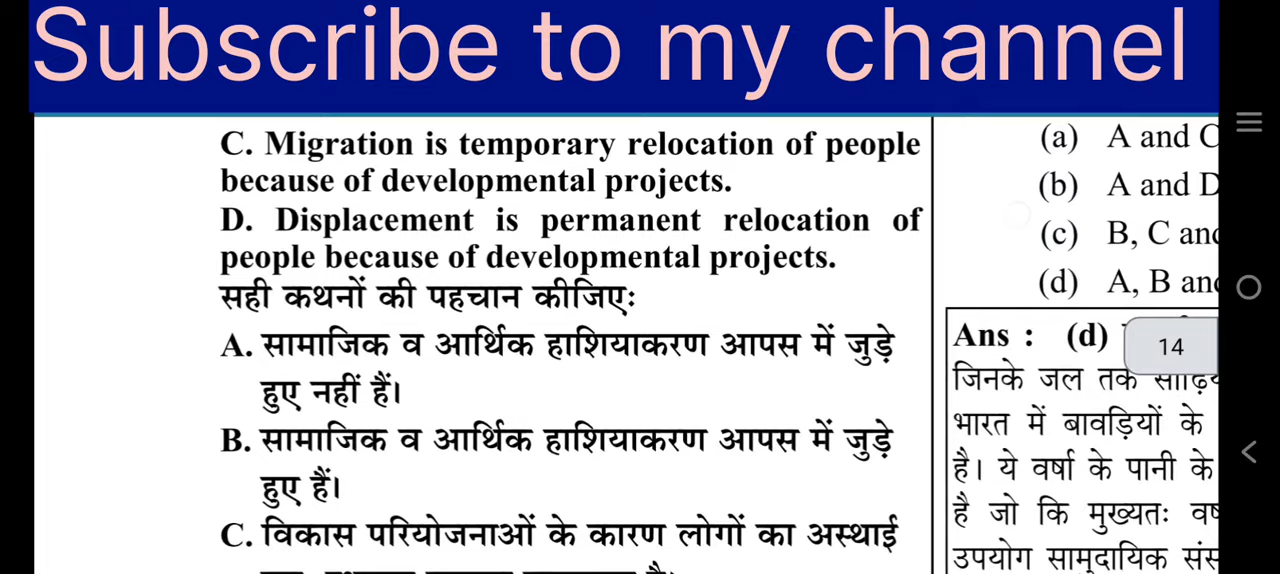 Subscribe to my channel
C. Migration is temporary relocation of people
because of developmental projects.
D. Displacement is permanent relocation of
people because of developmental projects.
सही कथनों की पहचान कीजिएः
A. सामाजिक व आर्थिक हाशियाकरण आपस में जुड़े
हुए नहीं हैं।
B. सामाजिक व आर्थिक हाशियाकरण आपस में जुड़े
हुए हैं।
C. विकास परियोजनाओं के कारण लोगों का अस्थाई
(a) A and C
(b) A and D
(c) B, C and
(d) A, B and
Ans : (d)
14
जिनके जल तक
भारत में बावड़ियों के
है। ये वर्षा के पानी के
है जो कि मुख्यतः
उपयोग सामुदायिक